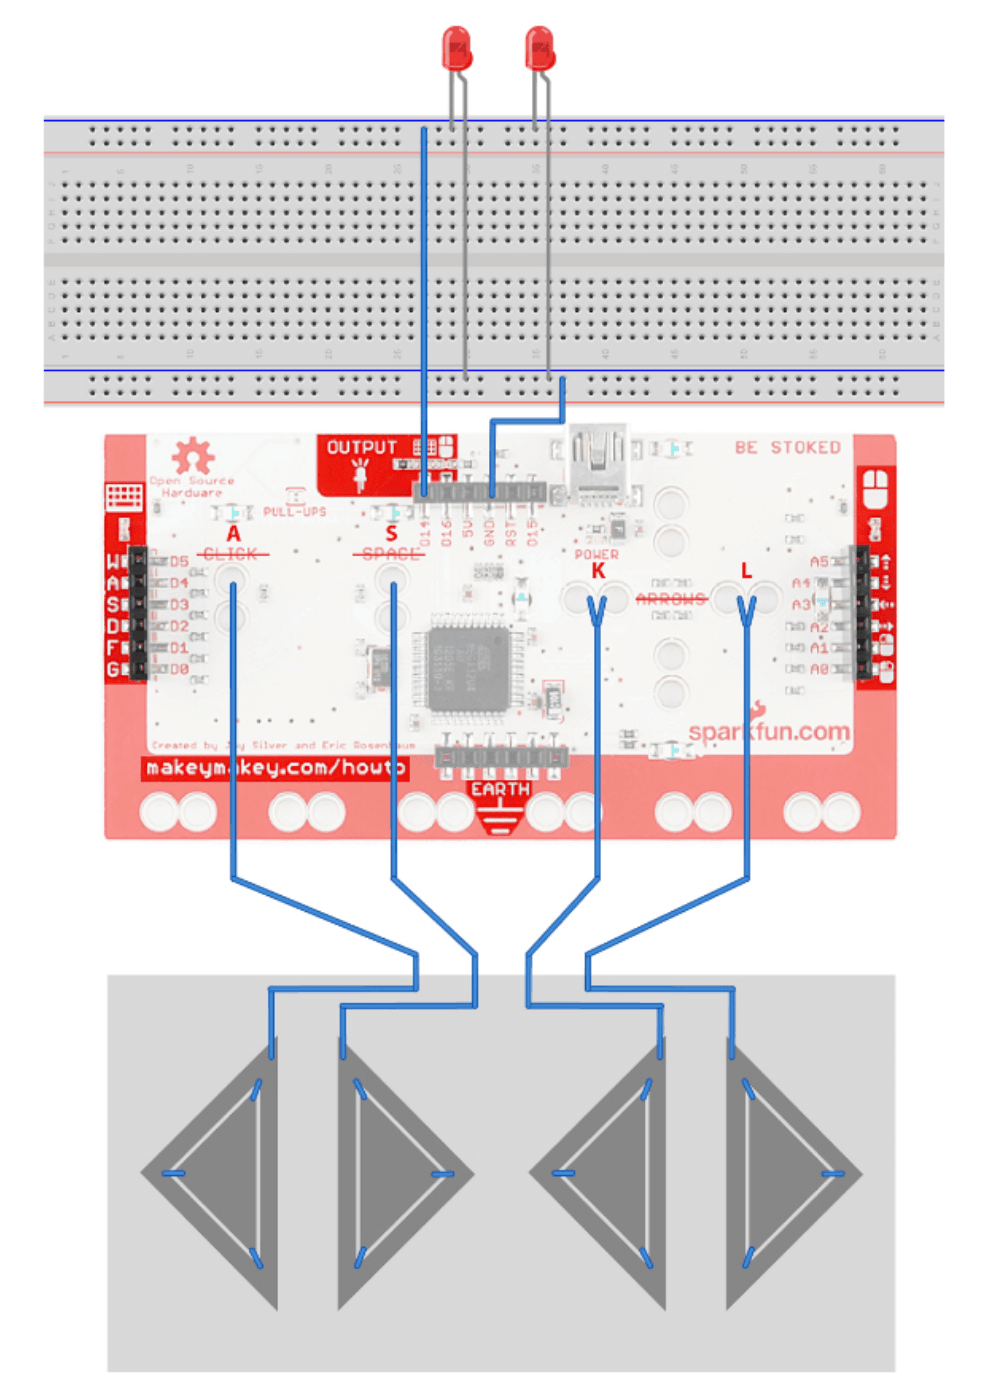 OUTPUT
BE STOKED
Open Source
Hardware
PULL-UPS
D14
D16
5V
GND
RST
D15
A
CLICK
S
SPACE
POWER
K
ARROWS
L
W D5
A D4
S D3
D D2
F D1
G D0
A5
A4
A3
A2
A1
A0
sparkfun.com
Created by Jay Silver and Eric Rosenbaum
makeymakey.com/howto
EARTH